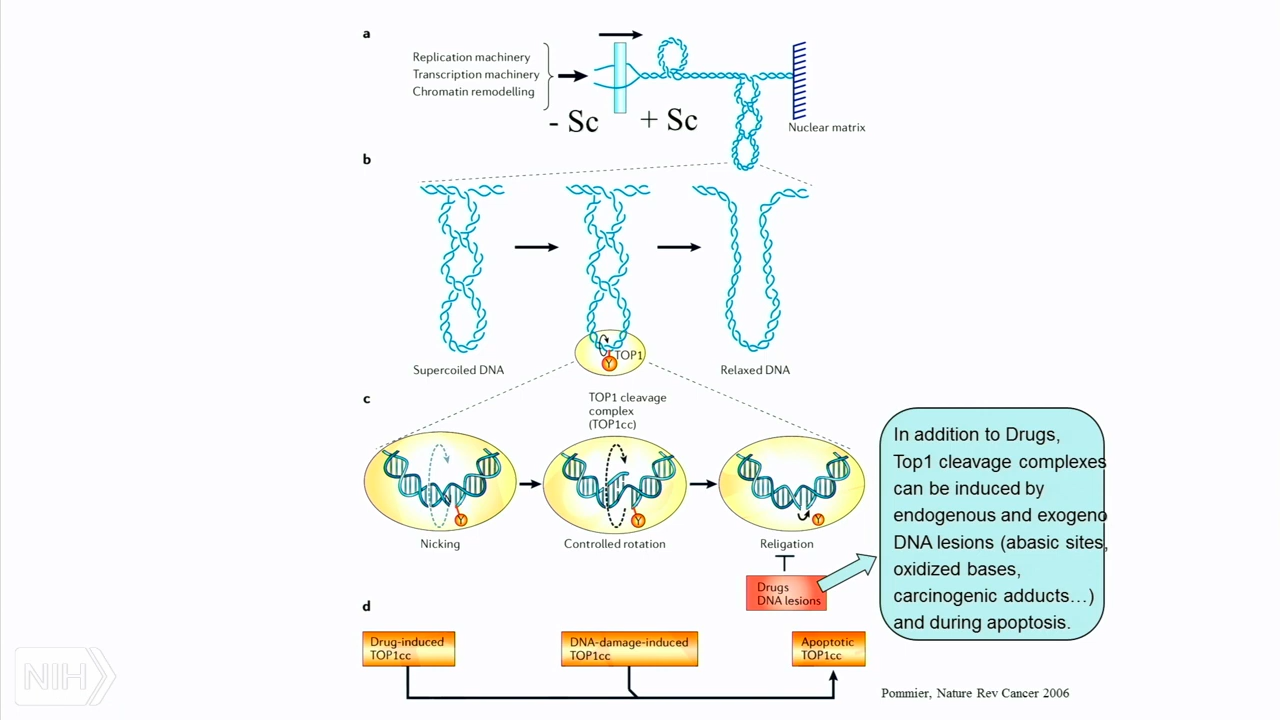 a
Replication machinery
Transcription machinery
Chromatin remodelling
- Sc
+ Sc
Nuclear matrix
b
TOP1
Y
Supercoiled DNA
Relaxed DNA
TOP1 cleavage
complex
(TOP1cc)
c
Y
Y
Y
Nicking
Controlled rotation
Religation
Drugs
DNA lesions
In addition to Drugs,
Top1 cleavage complexes
can be induced by
endogenous and exogeno
DNA lesions (abasic sites,
oxidized bases,
carcinogenic adducts...)
and during apoptosis.
d
Drug-induced
TOP1cc
DNA-damage-induced
TOP1cc
Apoptotic
TOP1cc
NIH
Pommier, Nature Rev Cancer 2006